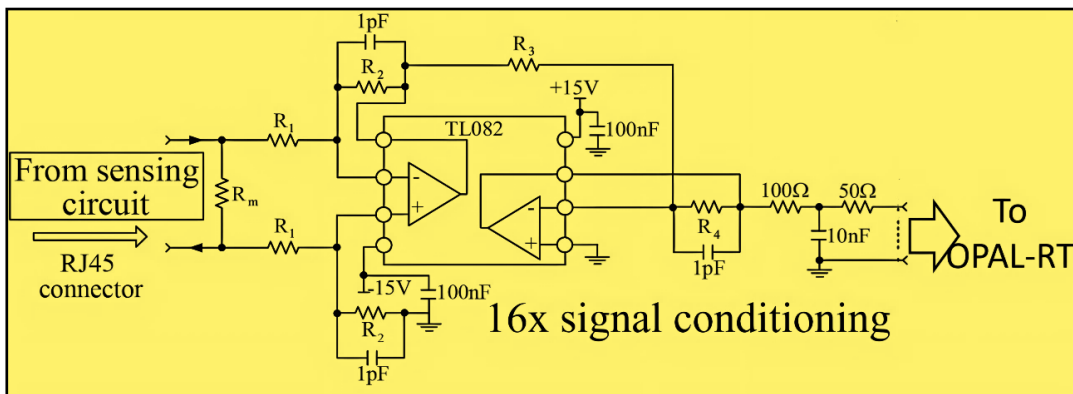 1pF
R2
R3
+15V
TL082
100nF
R1
From sensing
circuit
Rm
-
+
-
+
100Ω
50Ω
R4
10nF
To
OPAL-RT
R1
RJ45
connector
-15V
100nF
1pF
16x signal conditioning
R2
1pF